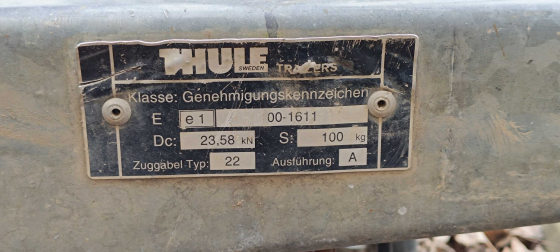 THULE
SWEDEN TRAILERS
Klasse: Genehmigungskennzeichen
E e1 00-1611
Dc: 23,58 kN S: 100 kg
Zuggabel Typ: 22 Ausführung: A